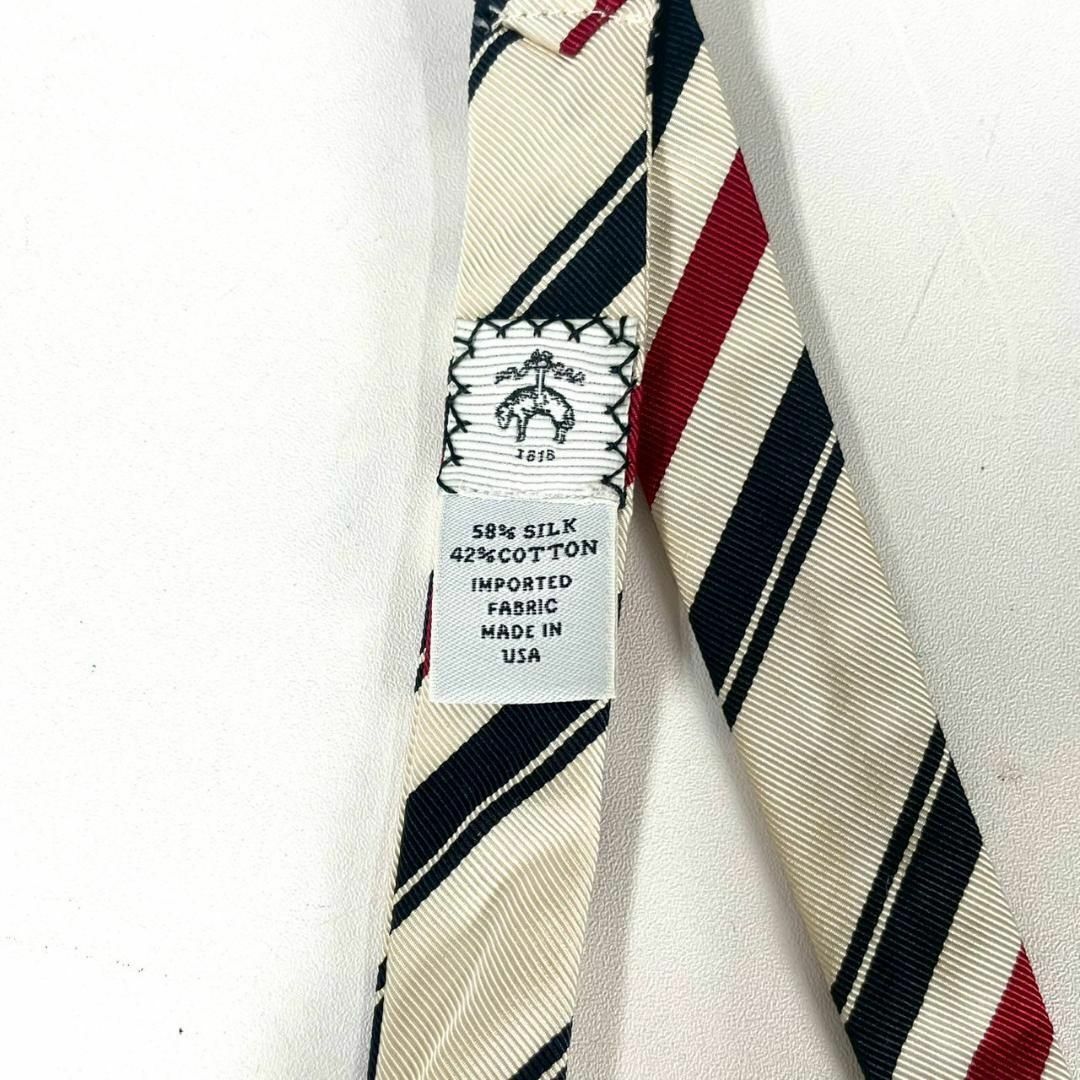 1818
58% SILK
42% COTTON
IMPORTED
FABRIC
MADE IN
USA